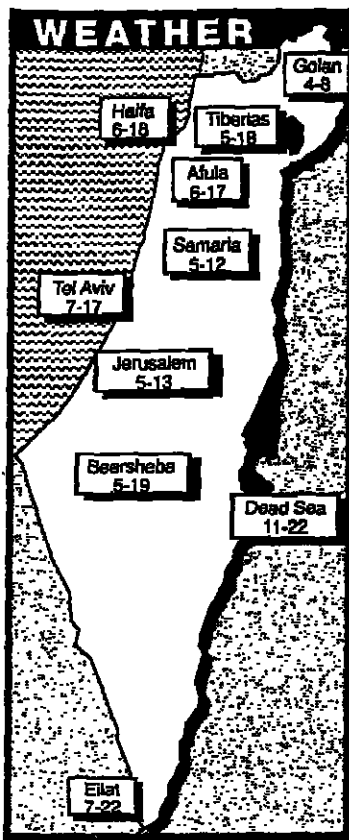 WEATHER
Golan
4-8
Haifa
6-18
Tiberias
5-18
Afula
6-17
Samaria
5-12
Tel Aviv
7-17
Jerusalem
5-13
Beersheba
5-19
Dead Sea
11-22
Eilat
7-22